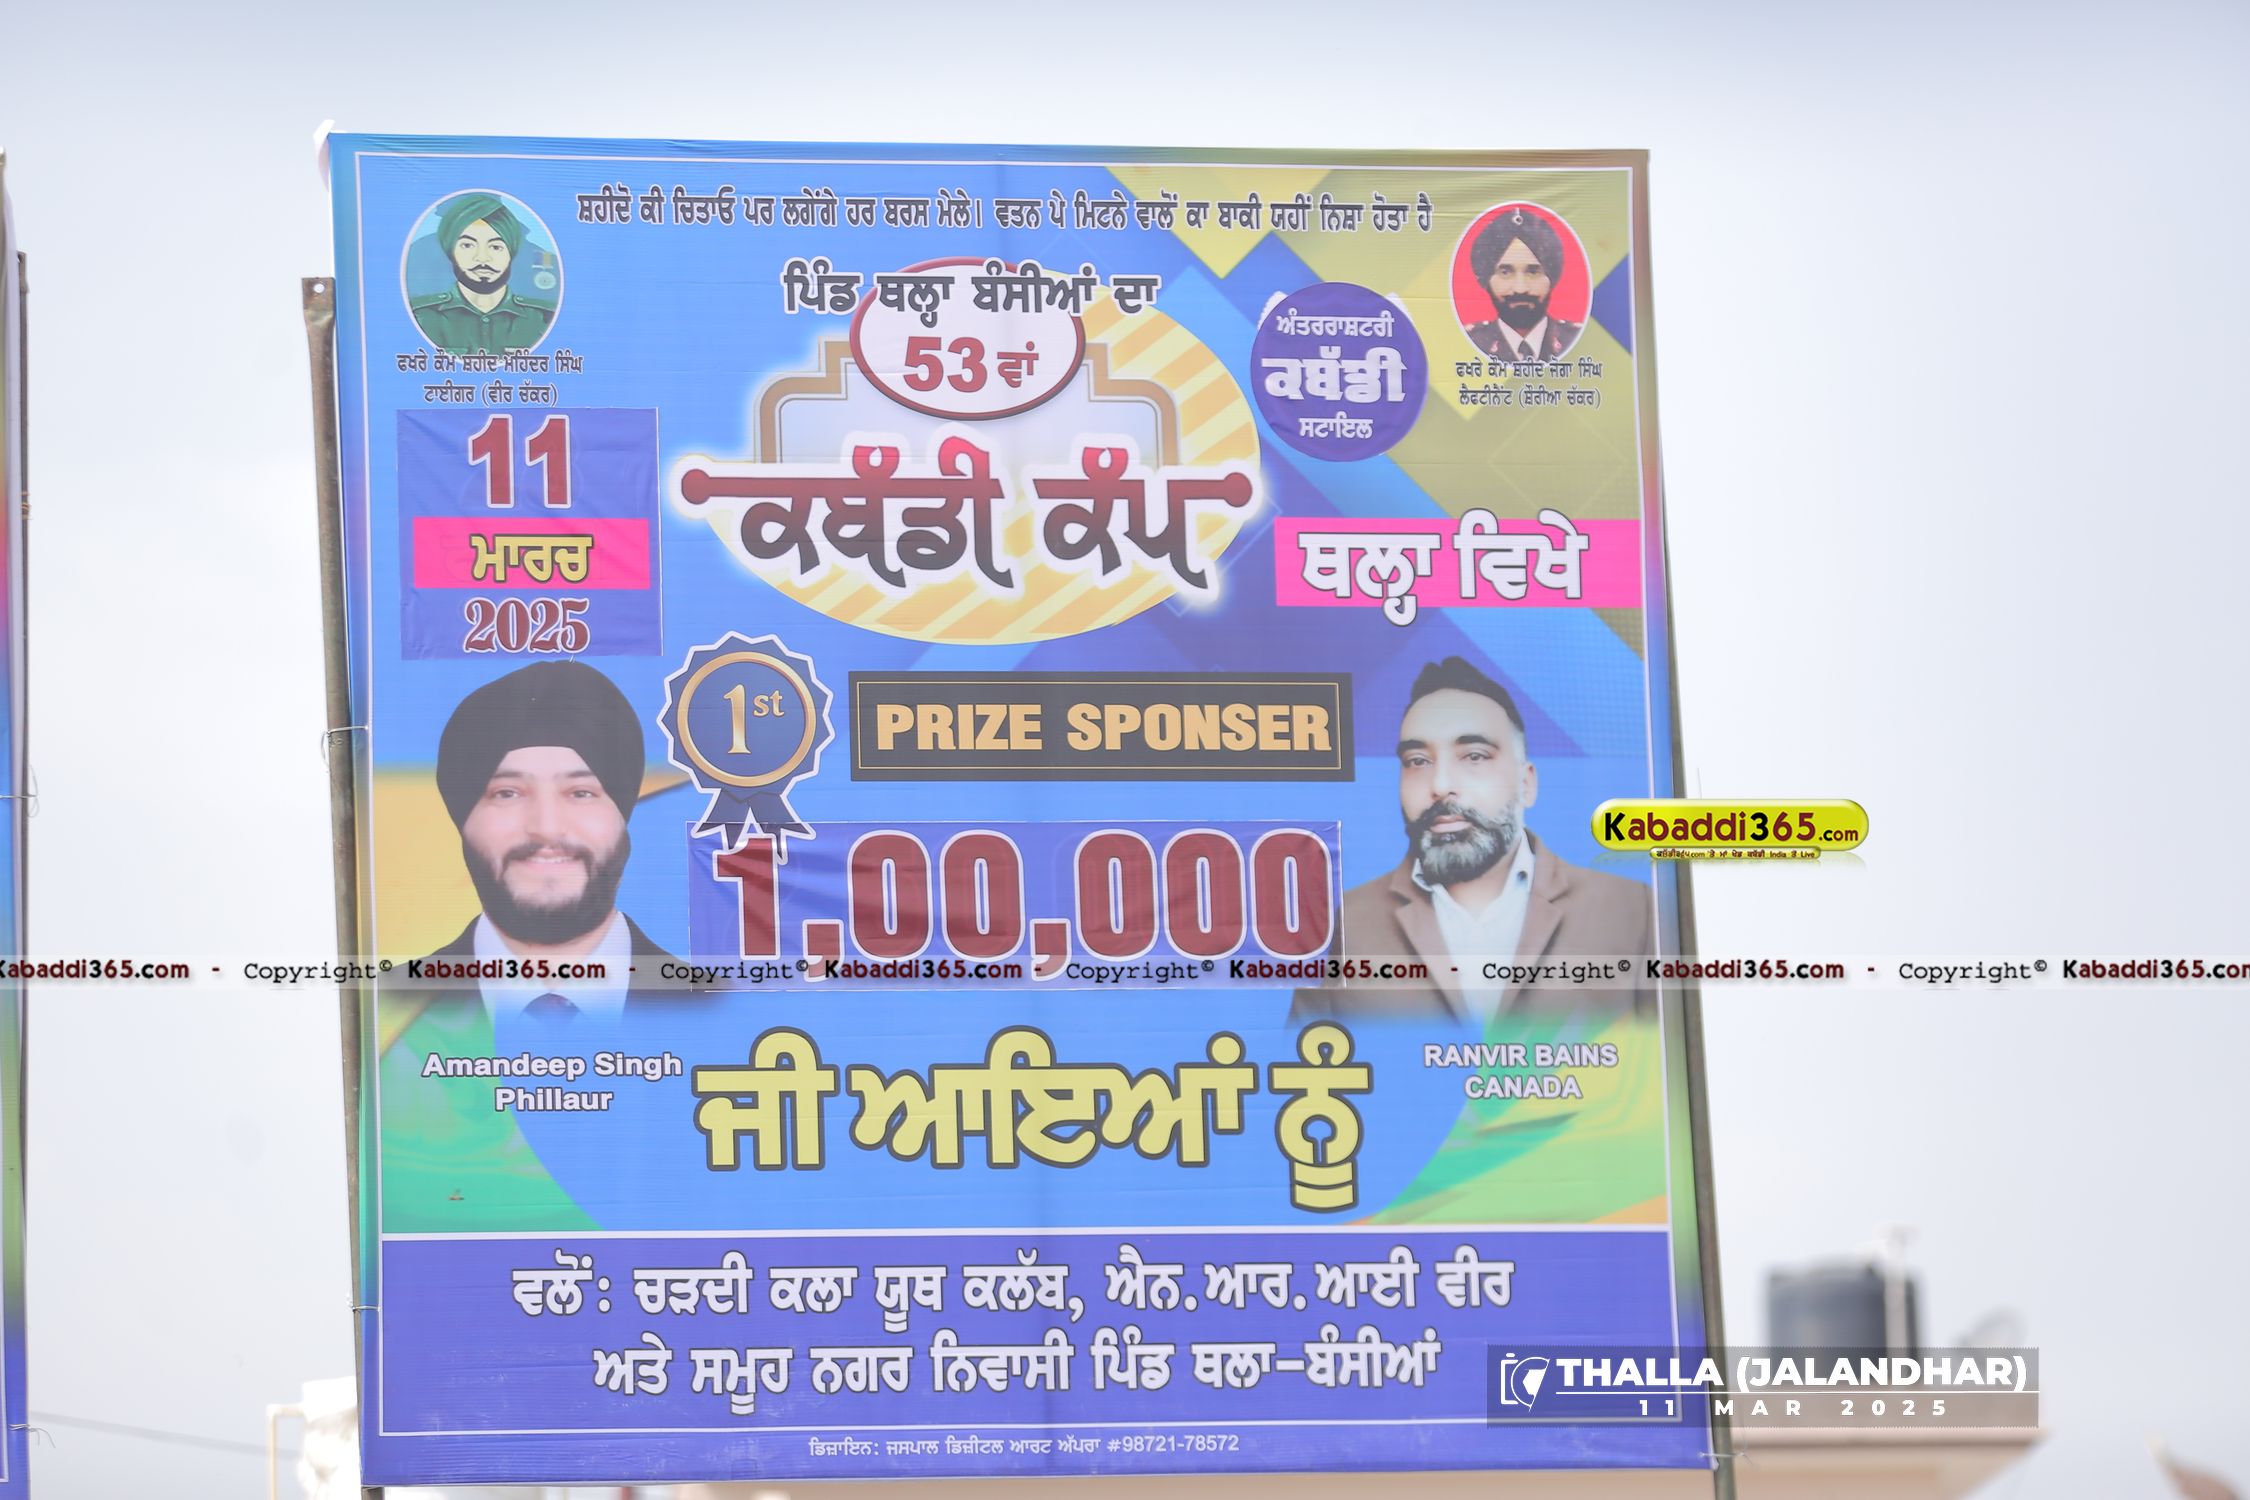 ਸ਼ਹੀਦੋ ਕੀ ਚਿਤਾਓ ਪਰ ਲਗੇਂਗੇ ਹਰ ਬਰਸ ਮੇਲੇ। ਵਤਨ ਪੇ ਮਿਟਨੇ ਵਾਲੋਂ ਕਾ ਬਾਕੀ ਯਹੀਂ ਨਿਸ਼ਾ ਹੋਤਾ ਹੈ
ਪਿੰਡ ਥਲ੍ਹਾ ਬੰਸੀਆਂ ਦਾ
53ਵਾਂ
ਕਬੱਡੀ ਕੱਪ
ਅੰਤਰਰਾਸ਼ਟਰੀ
ਕਬੱਡੀ
ਸਟਾਇਲ
ਫਖਰੇ ਕੌਮ ਸ਼ਹੀਦ ਮਹਿੰਦਰ ਸਿੰਘ
ਟਾਈਗਰ (ਵੀਰ ਚੱਕਰ)
ਫਖਰੇ ਕੌਮ ਸ਼ਹੀਦ ਜੋਗਾ ਸਿੰਘ
ਲੈਫਟੀਨੈਂਟ (ਸ਼ੌਰੀਆ ਚੱਕਰ)
11
ਮਾਰਚ
2025
ਥਲ੍ਹਾ ਵਿਖੇ
1st
PRIZE SPONSER
1,00,000
Kabaddi365.com
Kabaddi365.com - Copyright© Kabaddi365.com - Copyright© Kabaddi365.com - Copyright© Kabaddi365.com - Copyright© Kabaddi365.com - Copyright© Kabaddi365.com
Amandeep Singh
Phillaur
ਜੀ ਆਇਆਂ ਨੂੰ
RANVIR BAINS
CANADA
ਵਲੋਂ: ਚੜਦੀ ਕਲਾ ਯੂਥ ਕਲੱਬ, ਐਨ.ਆਰ.ਆਈ ਵੀਰ
ਅਤੇ ਸਮੂਹ ਨਗਰ ਨਿਵਾਸੀ ਪਿੰਡ ਥਲਾ-ਬੰਸੀਆਂ
ਡਿਜ਼ਾਇਨ: ਜਸਪਾਲ ਡਿਜ਼ੀਟਲ ਆਰਟ ਅੱਪਰਾ #98721-78572
THALLA (JALANDHAR)
11 MAR 2025